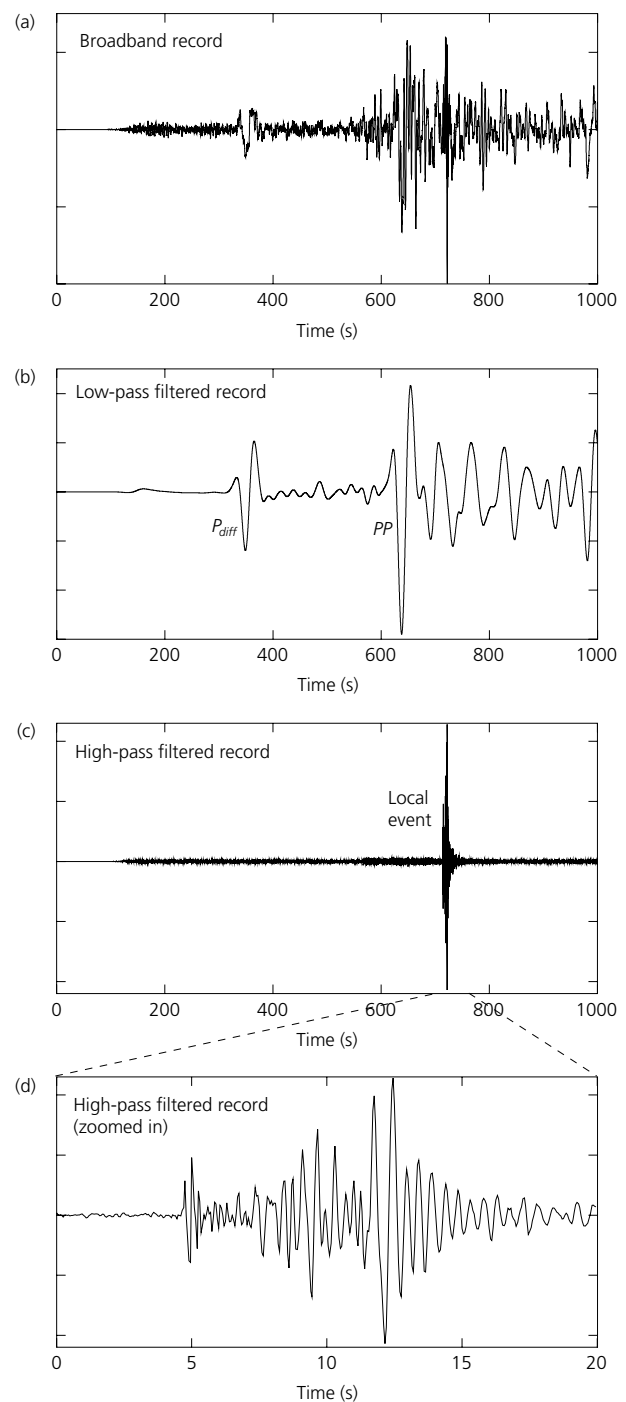 (a)
Broadband record
0 200 400 600 800 1000
Time (s)
(b)
Low-pass filtered record
Pdiff
PP
0 200 400 600 800 1000
Time (s)
(c)
High-pass filtered record
Local
event
0 200 400 600 800 1000
Time (s)
(d)
High-pass filtered record
(zoomed in)
0 5 10 15 20
Time (s)